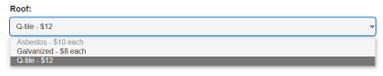 Roof:
Q-tile - $12
Asbestos - $10 each
Galvanized - $8 each
Q-tile - $12